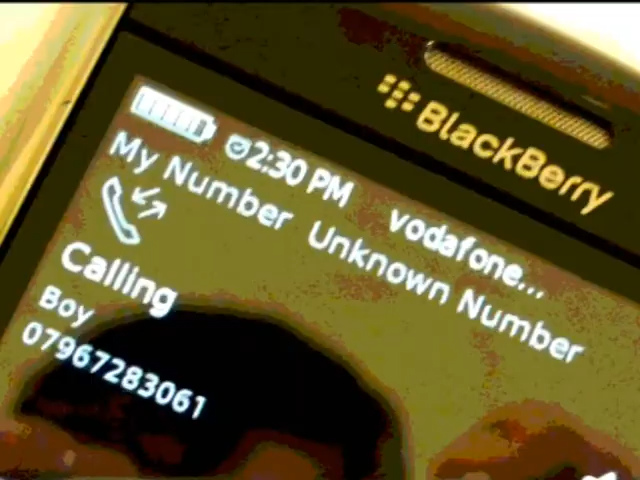 BlackBerry
2:30 PM vodafone...
My Number Unknown Number
Calling
Boy
07967283061